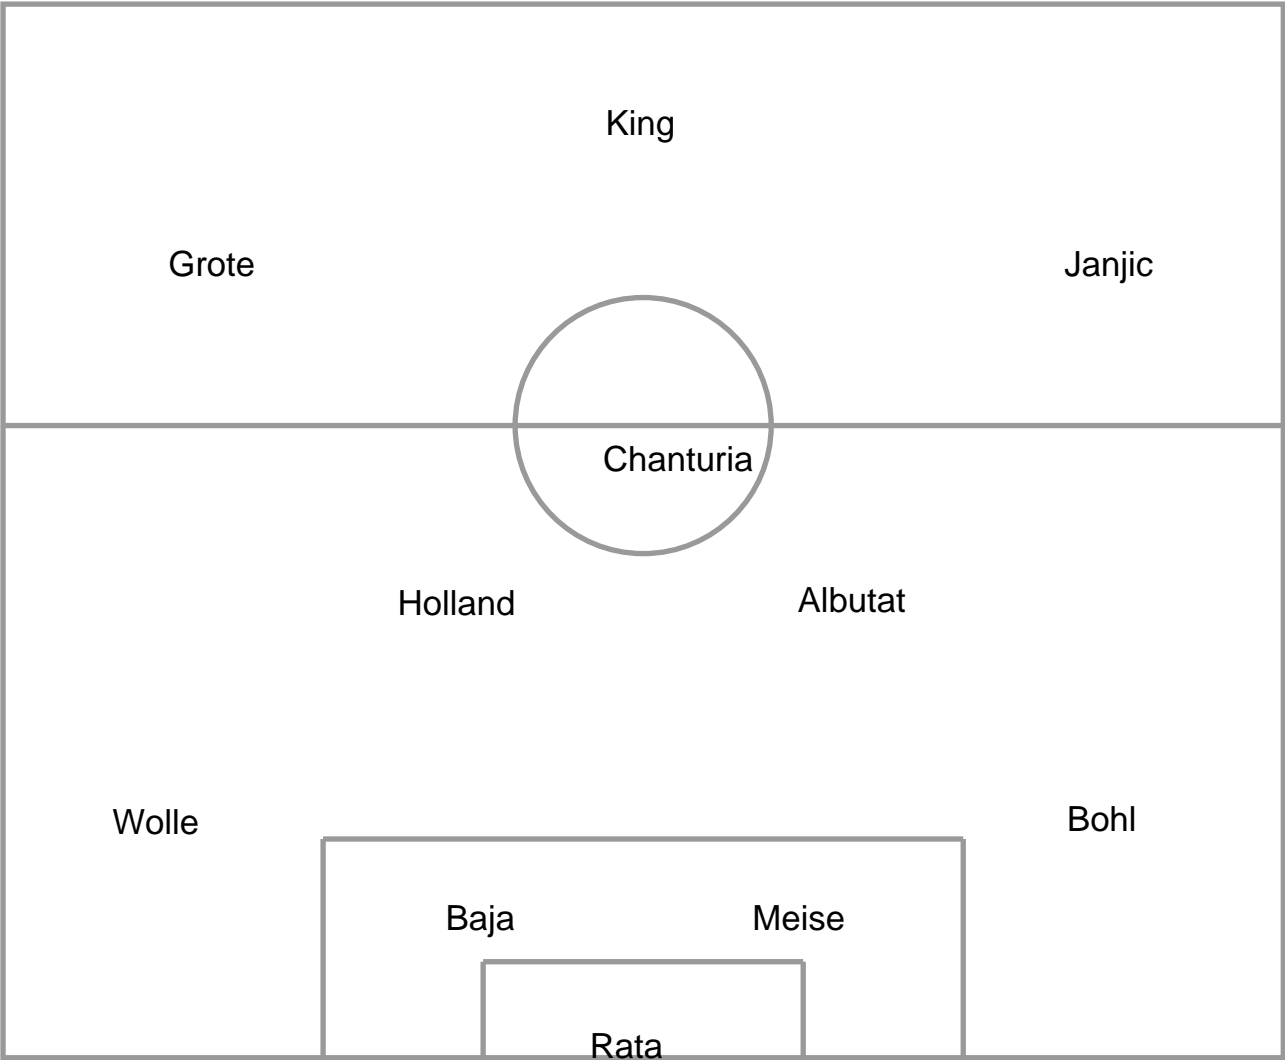 King
Grote
Janjic
Chanturia
Holland
Albutat
Wolle
Bohl
Baja
Meise
Rata